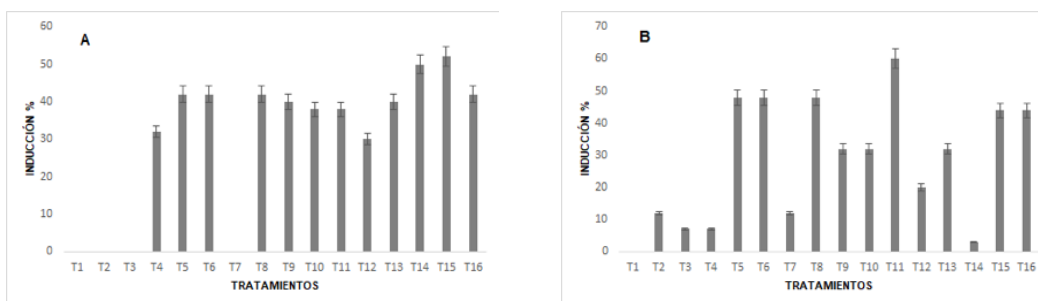 A
INDUCCIÓN %
60
50
40
30
20
10
0
T1 T2 T3 T4 T5 T6 T7 T8 T9 T10 T11 T12 T13 T14 T15 T16
TRATAMIENTOS
B
INDUCCIÓN %
70
60
50
40
30
20
10
0
T1 T2 T3 T4 T5 T6 T7 T8 T9 T10 T11 T12 T13 T14 T15 T16
TRATAMIENTOS